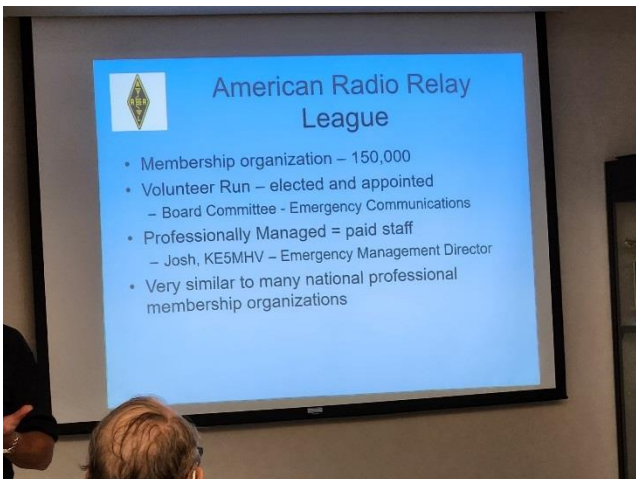 American Radio Relay
League
• Membership organization – 150,000
• Volunteer Run – elected and appointed
– Board Committee - Emergency Communications
• Professionally Managed = paid staff
– Josh, KE5MHV – Emergency Management Director
• Very similar to many national professional
membership organizations